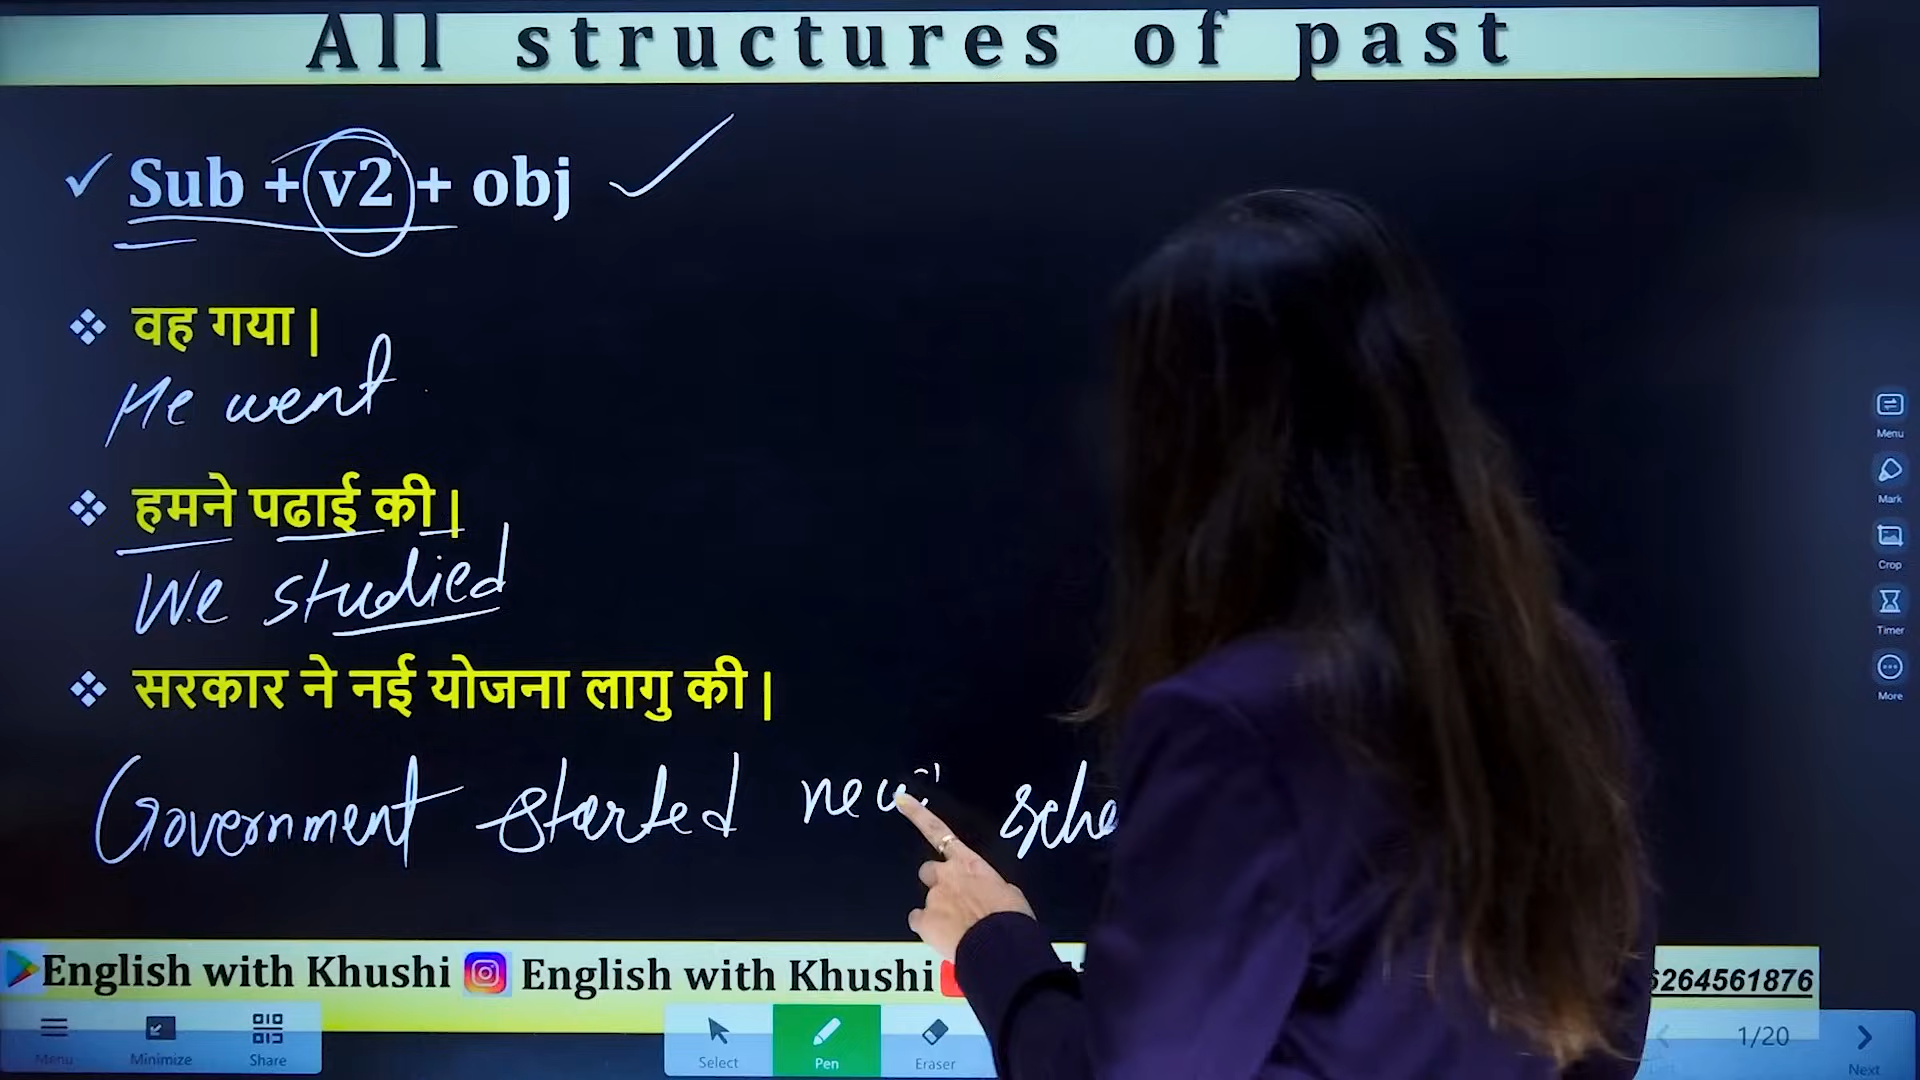 All structures of past
✓ Sub + v2 + obj
❖ वह गया |
He went
❖ हमने पढाई की |
We studied
❖ सरकार ने नई योजना लागु की |
Government started new
English with Khushi English with Khushi 6264561876
Menu
Mark
Crop
Timer
More
Menu Minimize Share Select Pen Eraser 1/20 Next